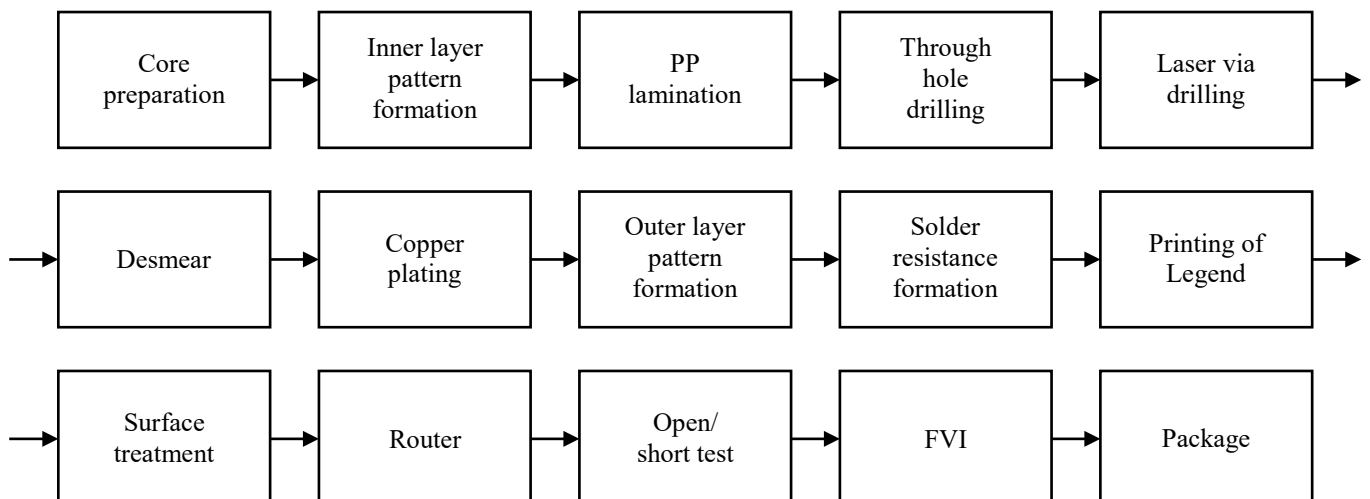 Core
preparation
Inner layer
pattern
formation
PP
lamination
Through
hole
drilling
Laser via
drilling
Desmear
Copper
plating
Outer layer
pattern
formation
Solder
resistance
formation
Printing of
Legend
Surface
treatment
Router
Open/
short test
FVI
Package